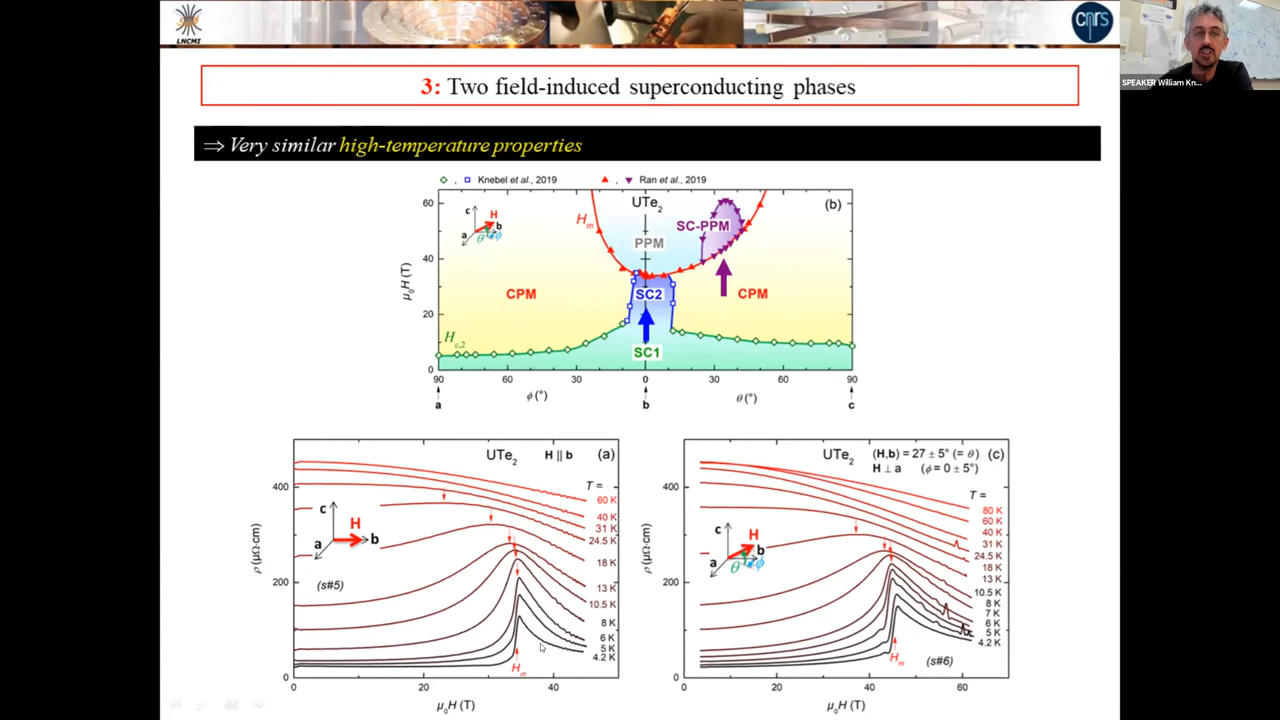 LNCMI
cnrs
SPEAKER William Kn...
3: Two field-induced superconducting phases
⇒ Very similar high-temperature properties
Knebel et al., 2019
Ran et al., 2019
UTe2
(b)
c
H
b
a
θ
ϕ
Hm
SC-PPM
PPM
CPM
SC2
CPM
Hc,2
SC1
μ0H (T)
60
40
20
0
90 60 30 0 30 60 90
a ϕ (°) b θ (°) c
UTe2 H || b (a)
T =
60 K
40 K
31 K
24.5 K
18 K
13 K
10.5 K
8 K
6 K
5 K
4.2 K
c
H
a
b
(s#5)
Hm
ρ (μΩ·cm)
400
200
0
0 20 40
μ0H (T)
UTe2 (H,b) = 27 ± 5° (= θ) (c)
H ⊥ a (ϕ = 0 ± 5°)
T =
80 K
60 K
40 K
31 K
24.5 K
18 K
13 K
10.5 K
8 K
7 K
6 K
5 K
4.2 K
c
H
b
a
θ
ϕ
Hm
(s#6)
ρ (μΩ·cm)
400
200
0
0 20 40 60
μ0H (T)